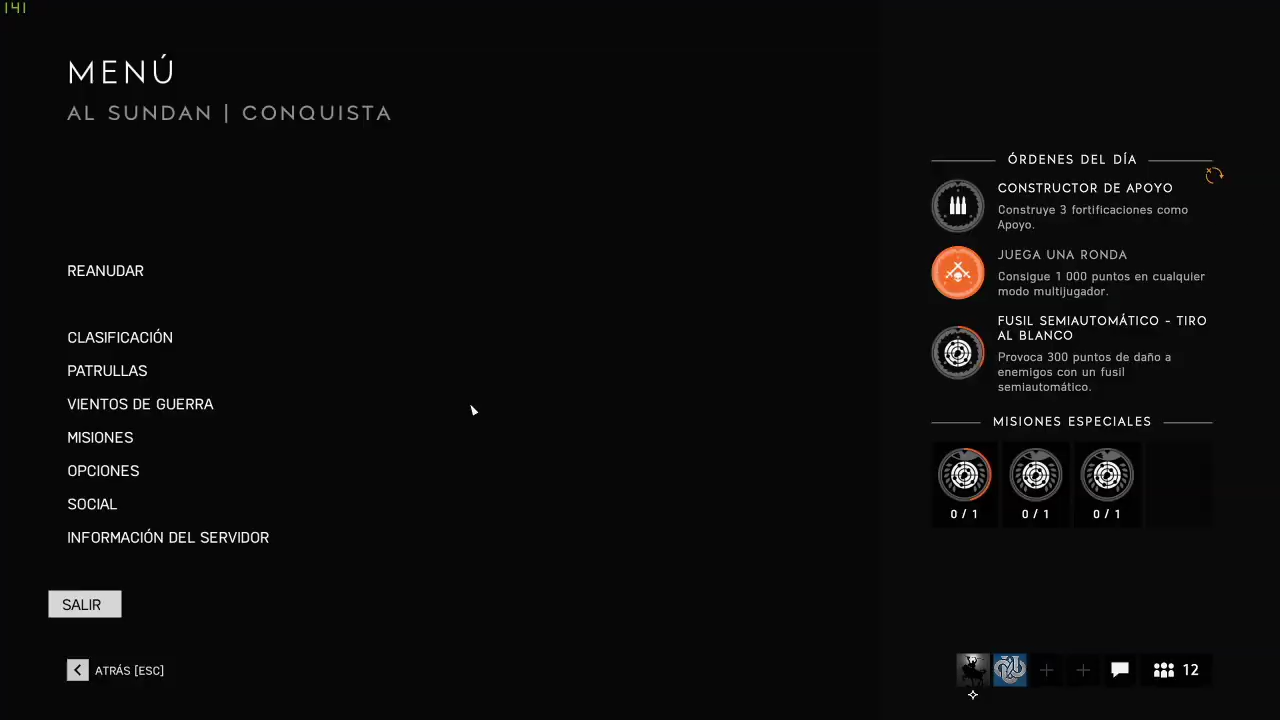 141
MENÚ
AL SUNDAN | CONQUISTA
REANUDAR
CLASIFICACIÓN
PATRULLAS
VIENTOS DE GUERRA
MISIONES
OPCIONES
SOCIAL
INFORMACIÓN DEL SERVIDOR
SALIR
ATRÁS [ESC]
ÓRDENES DEL DÍA
CONSTRUCTOR DE APOYO
Construye 3 fortificaciones como
Apoyo.
JUEGA UNA RONDA
Consigue 1 000 puntos en cualquier
modo multijugador.
FUSIL SEMIAUTOMÁTICO - TIRO
AL BLANCO
Provoca 300 puntos de daño a
enemigos con un fusil
semiautomático.
MISIONES ESPECIALES
0 / 1 0 / 1 0 / 1
12